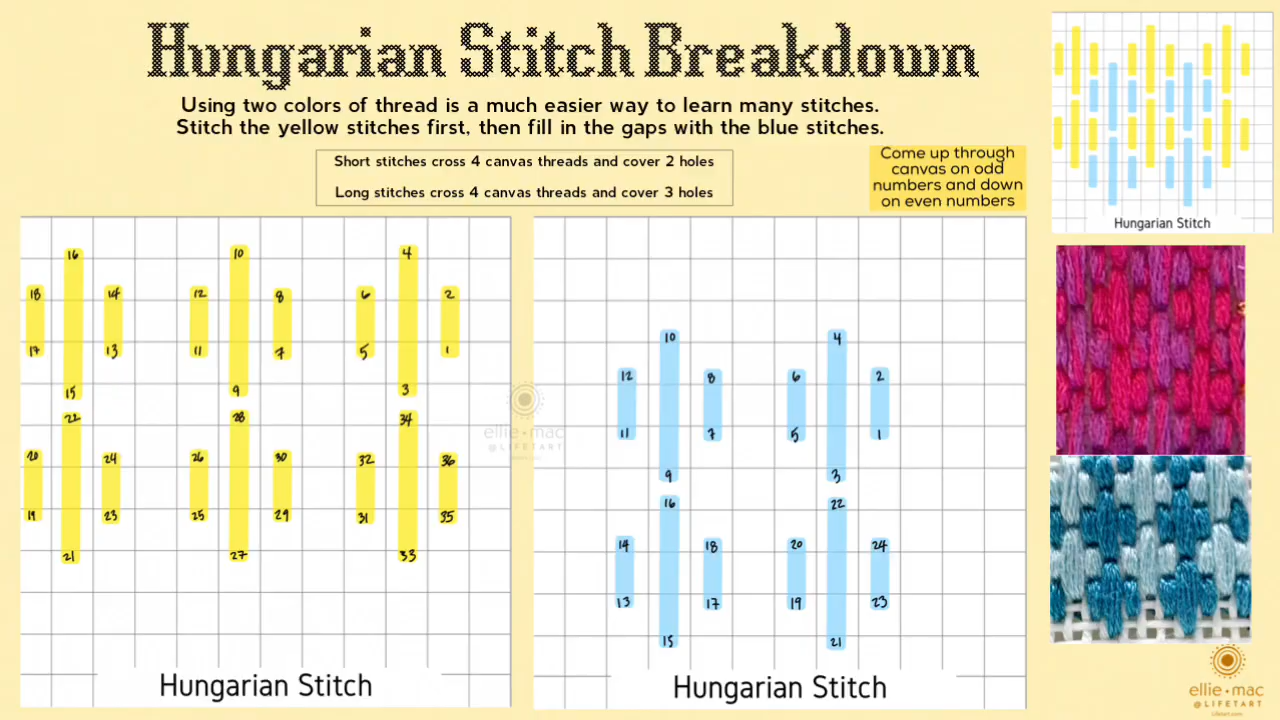 Hungarian Stitch Breakdown
Using two colors of thread is a much easier way to learn many stitches.
Stitch the yellow stitches first, then fill in the gaps with the blue stitches.
Short stitches cross 4 canvas threads and cover 2 holes
Long stitches cross 4 canvas threads and cover 3 holes
Come up through
canvas on odd
numbers and down
on even numbers
Hungarian Stitch
16 10 4
18 14 12 8 6 2
17 13 11 7 5 1
15 9 3
22 28 34
20 24 26 30 32 36
19 23 25 29 31 35
21 27 33
Hungarian Stitch
10 4
12 8 6 2
11 7 5 1
9 3
16 22
14 18 20 24
13 17 19 23
15 21
Hungarian Stitch
ellie·mac
@LIFETART
ellie·mac
@LIFETART
Lifetart.com